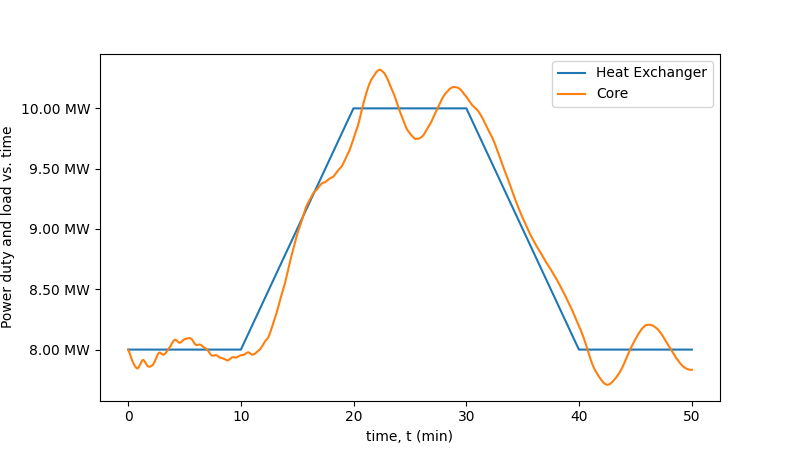 Heat Exchanger
Core
10.00 MW
9.50 MW
9.00 MW
8.50 MW
8.00 MW
Power duty and load vs. time
0 10 20 30 40 50
time, t (min)